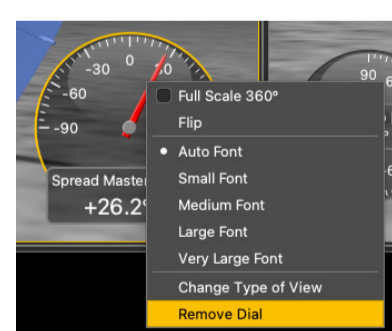 -30 0 30
-60
-90
90
Full Scale 360°
Flip
Auto Font
Small Font
Medium Font
Large Font
Very Large Font
Change Type of View
Remove Dial
Spread Master
+26.2°